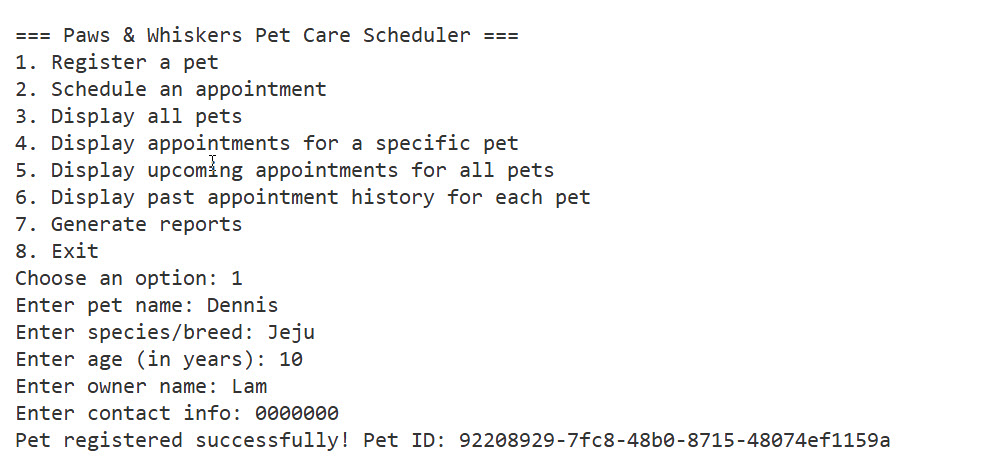 === Paws & Whiskers Pet Care Scheduler ===
1. Register a pet
2. Schedule an appointment
3. Display all pets
4. Display appointments for a specific pet
5. Display upcoming appointments for all pets
6. Display past appointment history for each pet
7. Generate reports
8. Exit
Choose an option: 1
Enter pet name: Dennis
Enter species/breed: Jeju
Enter age (in years): 10
Enter owner name: Lam
Enter contact info: 0000000
Pet registered successfully! Pet ID: 92208929-7fc8-48b0-8715-48074ef1159a